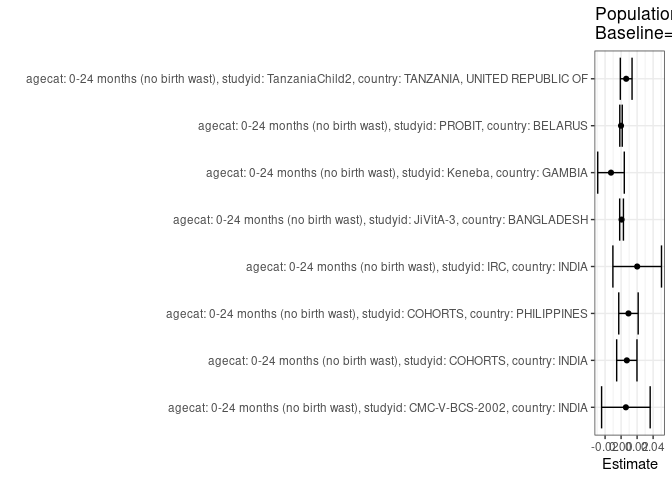 Population
Baseline=
agecat: 0-24 months (no birth wast), studyid: TanzaniaChild2, country: TANZANIA, UNITED REPUBLIC OF
agecat: 0-24 months (no birth wast), studyid: PROBIT, country: BELARUS
agecat: 0-24 months (no birth wast), studyid: Keneba, country: GAMBIA
agecat: 0-24 months (no birth wast), studyid: JiVitA-3, country: BANGLADESH
agecat: 0-24 months (no birth wast), studyid: IRC, country: INDIA
agecat: 0-24 months (no birth wast), studyid: COHORTS, country: PHILIPPINES
agecat: 0-24 months (no birth wast), studyid: COHORTS, country: INDIA
agecat: 0-24 months (no birth wast), studyid: CMC-V-BCS-2002, country: INDIA
-0.02 0.00 0.02 0.04
Estimate